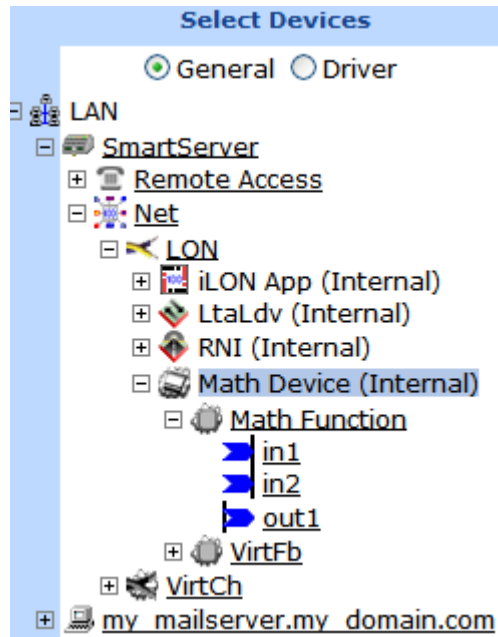 Select Devices
General Driver
LAN
SmartServer
Remote Access
Net
LON
iLON App (Internal)
LtaLdv (Internal)
RNI (Internal)
Math Device (Internal)
Math Function
in1
in2
out1
VirtFb
VirtCh
my_mailserver.my_domain.com